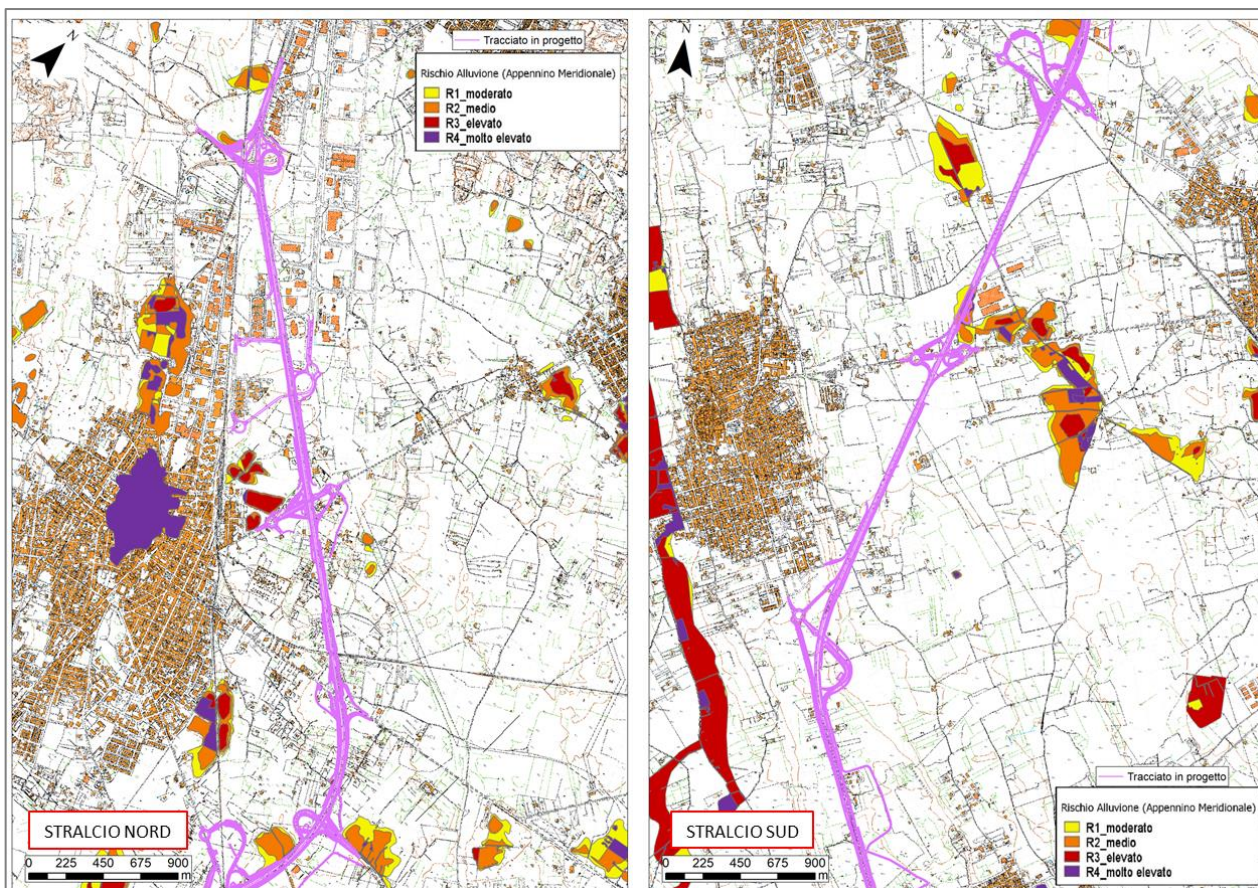 N
Tracciato in progetto
Rischio Alluvione (Appennino Meridionale)
R1_moderato
R2_medio
R3_elevato
R4_molto elevato
STRALCIO NORD
0 225 450 675 900
m
N
Tracciato in progetto
Rischio Alluvione (Appennino Meridionale)
R1_moderato
R2_medio
R3_elevato
R4_molto elevato
STRALCIO SUD
0 225 450 675 900
m